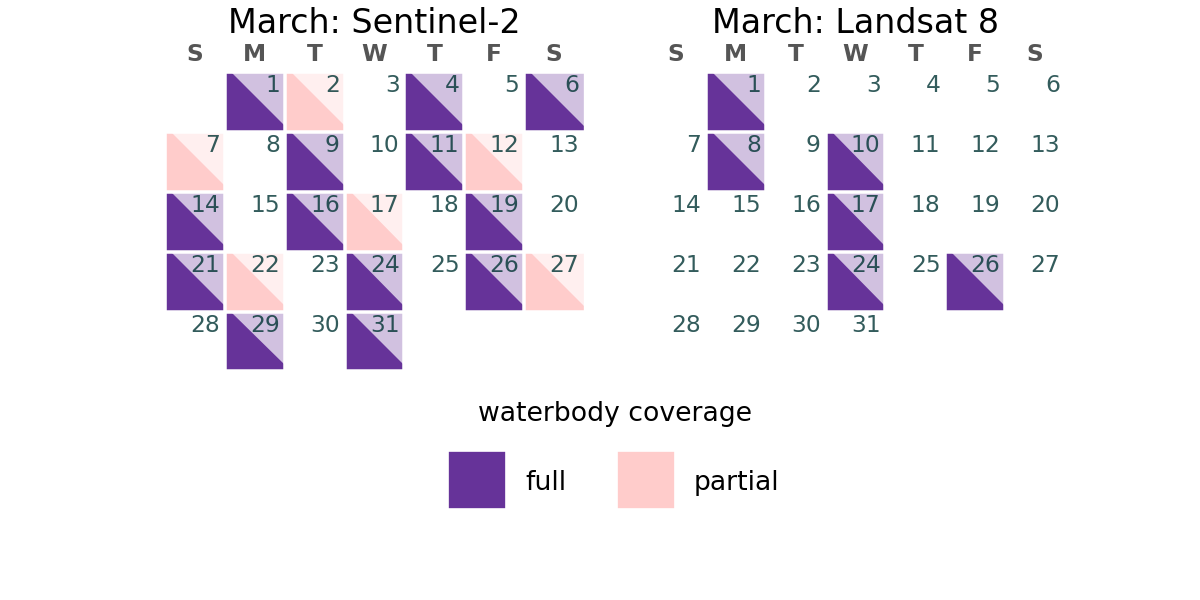 March: Sentinel-2
S M T W T F S
1 2 3 4 5 6
7 8 9 10 11 12 13
14 15 16 17 18 19 20
21 22 23 24 25 26 27
28 29 30 31
March: Landsat 8
S M T W T F S
1 2 3 4 5 6
7 8 9 10 11 12 13
14 15 16 17 18 19 20
21 22 23 24 25 26 27
28 29 30 31
waterbody coverage
full
partial